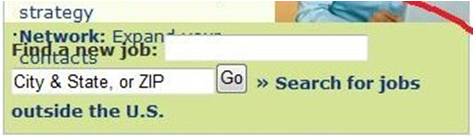 strategy
·Network: Expand your
Find a new job:
contacts
City & State, or ZIP Go » Search for jobs
outside the U.S.